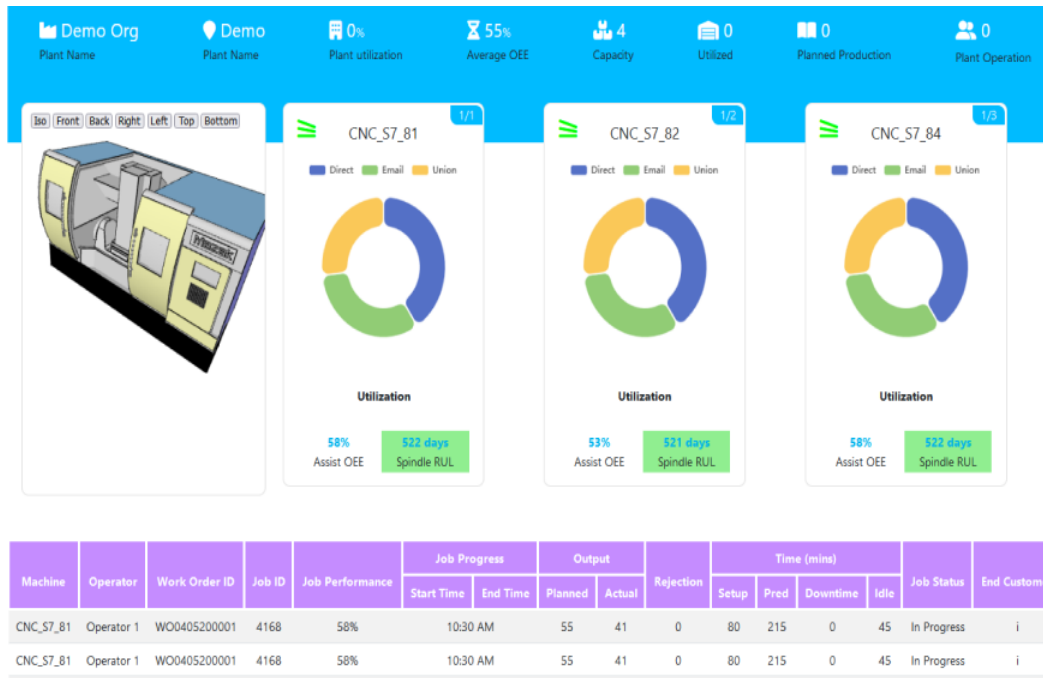 Demo Org Demo 0% 55% 4 0 0 0
Plant Name Plant Name Plant utilization Average OEE Capacity Utilized Planned Production Plant Operation
Iso Front Back Right Left Top Bottom
Mazak
1/1
CNC_S7_81
Direct Email Union
Utilization
58% 522 days
Assist OEE Spindle RUL
1/2
CNC_S7_82
Direct Email Union
Utilization
53% 521 days
Assist OEE Spindle RUL
1/3
CNC_S7_84
Direct Email Union
Utilization
58% 522 days
Assist OEE Spindle RUL
Machine Operator Work Order ID Job ID Job Performance Job Progress Output Rejection Time (mins) Job Status End Custom
Start Time End Time Planned Actual Setup Pred Downtime Idle
CNC_S7_81 Operator 1 WO0405200001 4168 58% 10:30 AM 55 41 0 80 215 0 45 In Progress i
CNC_S7_81 Operator 1 WO0405200001 4168 58% 10:30 AM 55 41 0 80 215 0 45 In Progress i